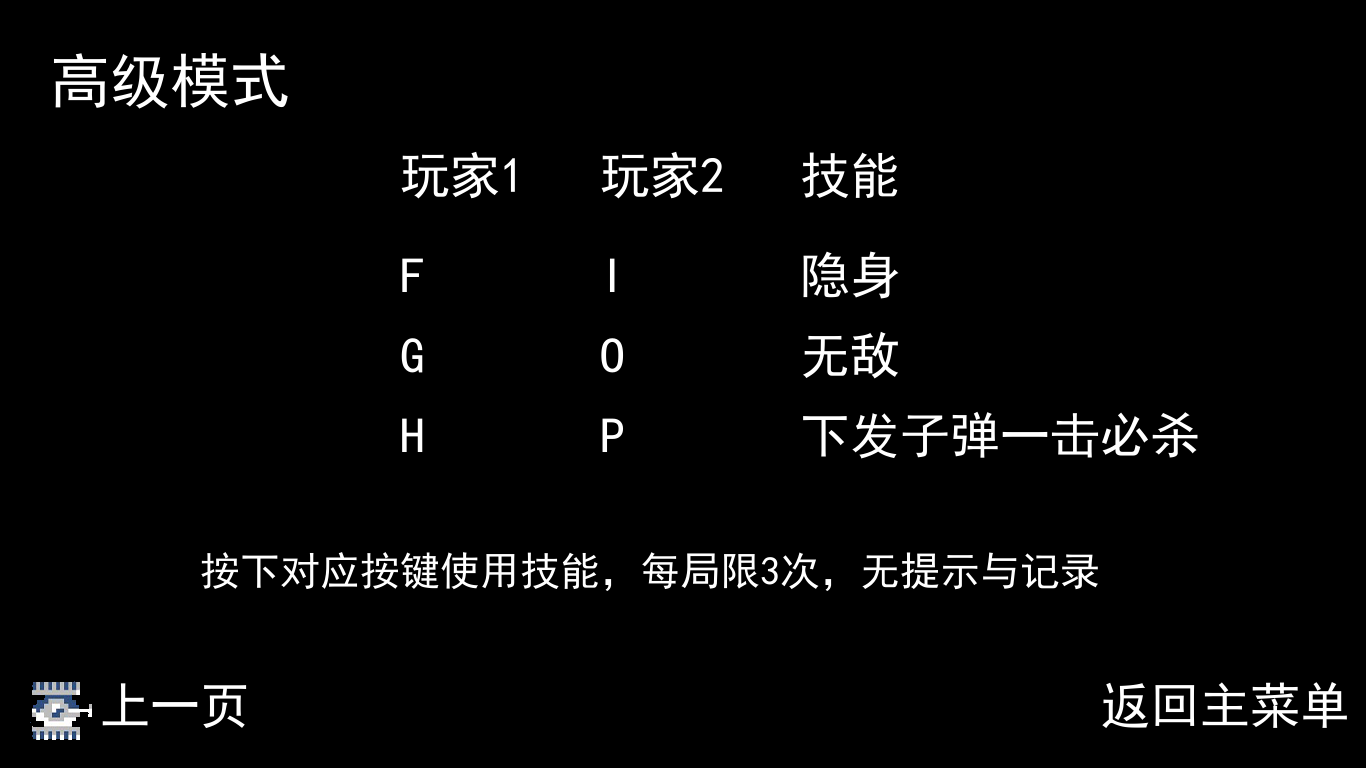 高级模式
玩家1 玩家2 技能
F I 隐身
G O 无敌
H P 下发子弹一击必杀
按下对应按键使用技能，每局限3次，无提示与记录
上一页 返回主菜单